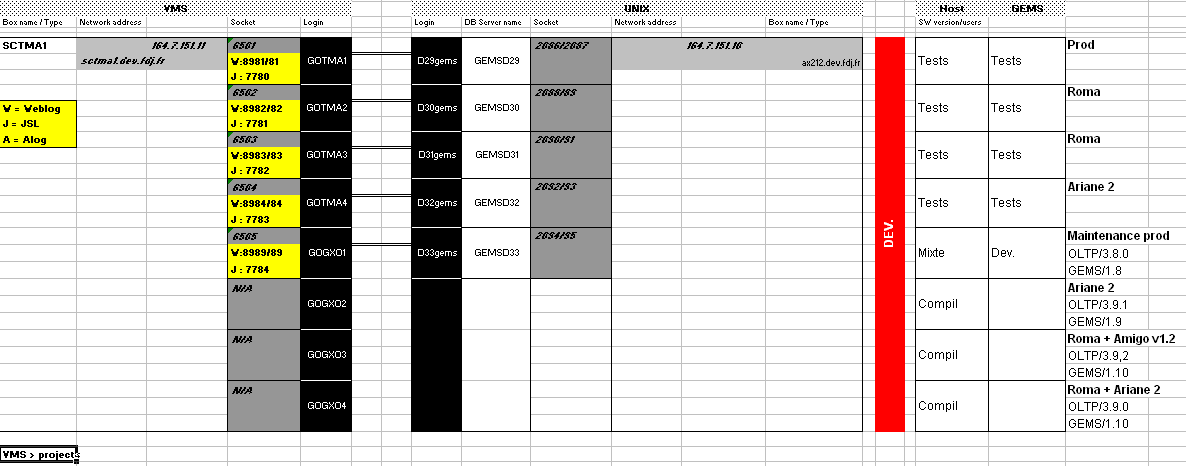 VMS UNIX Host GEMS
Box name / Type Network address Socket Login Login DB Server name Socket Network address Box name / Type SW version/users
SCTMA1 164.7.151.11 6561 GOTMA1 D29gems GEMSD29 2686/2687 164.7.151.16 Tests Tests Prod
sctma1.dev.fdj.fr W:8981/81 ax212.dev.fdj.fr
J : 7780
6562 GOTMA2 D30gems GEMSD30 2688/89 Tests Tests Roma
W = Weblog W:8982/82
J = JSL J : 7781
A = Alog 6563 GOTMA3 D31gems GEMSD31 2690/91 Tests Tests Roma
W:8983/83
J : 7782
6564 GOTMA4 D32gems GEMSD32 2692/93 Tests Tests Ariane 2
W:8984/84
J : 7783
DEV.
6565 GOGXO1 D33gems GEMSD33 2694/95 Mixte Dev. Maintenance prod
W:8989/89 OLTP/3.8.0
J : 7784 GEMS/1.8
N/A GOGXO2 Compil Ariane 2
OLTP/3.9.1
GEMS/1.9
N/A GOGXO3 Compil Roma + Amigo v1.2
OLTP/3.9,2
GEMS/1.10
N/A GOGXO4 Compil Roma + Ariane 2
OLTP/3.9.0
GEMS/1.10
VMS > project